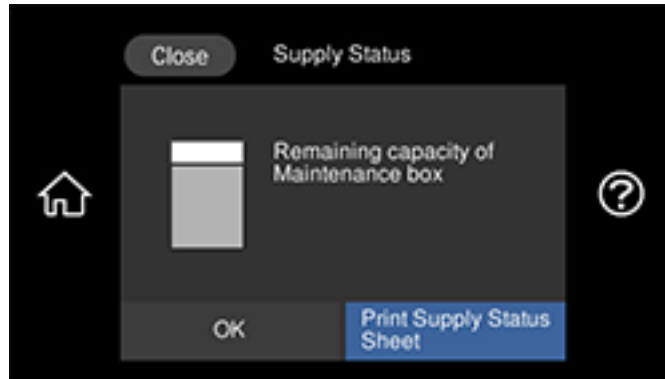 Close
Supply Status
Remaining capacity of
Maintenance box
OK
Print Supply Status
Sheet